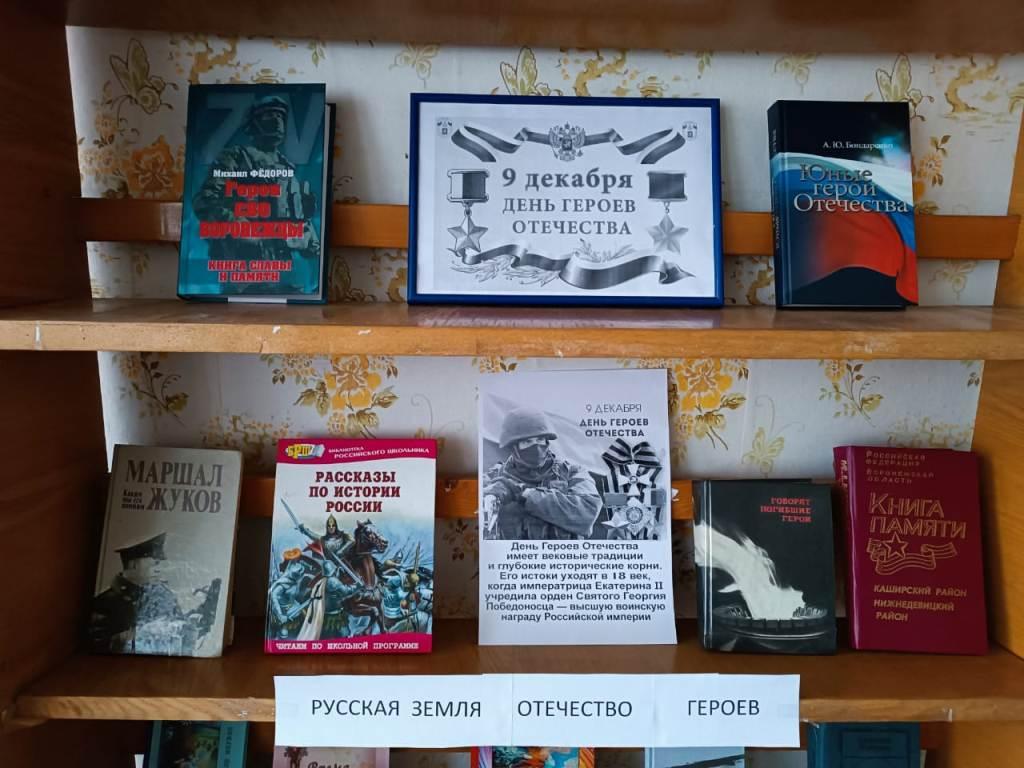 ZV
Михаил ФЁДОРОВ
Герои
СВО
ВОРОНЕЖЦЫ
КНИГА СЛАВЫ
И ПАМЯТИ
9 декабря
ДЕНЬ ГЕРОЕВ
ОТЕЧЕСТВА
А. Ю. Бондаренко
Юные
герои
Отечества
МАРШАЛ
ЖУКОВ
БРШ
БИБЛИОТЕКА
РОССИЙСКОГО ШКОЛЬНИКА
РАССКАЗЫ
ПО ИСТОРИИ
РОССИИ
ЧИТАЕМ ПО ШКОЛЬНОЙ ПРОГРАММЕ
9 ДЕКАБРЯ
ДЕНЬ ГЕРОЕВ
ОТЕЧЕСТВА
День Героев Отечества
имеет вековые традиции
и глубокие исторические корни.
Его истоки уходят в 18 век,
когда императрица Екатерина II
учредила орден Святого Георгия
Победоносца — высшую воинскую
награду Российской империи
ГОВОРЯТ
ПОГИБШИЕ
ГЕРОИ
РОССИЙСКАЯ
ФЕДЕРАЦИЯ
ВОРОНЕЖСКАЯ
ОБЛАСТЬ
КНИГА
ПАМЯТИ
КАШИРСКИЙ РАЙОН
НИЖНЕДЕВИЦКИЙ
РАЙОН
РУССКАЯ ЗЕМЛЯ ОТЕЧЕСТВО ГЕРОЕВ